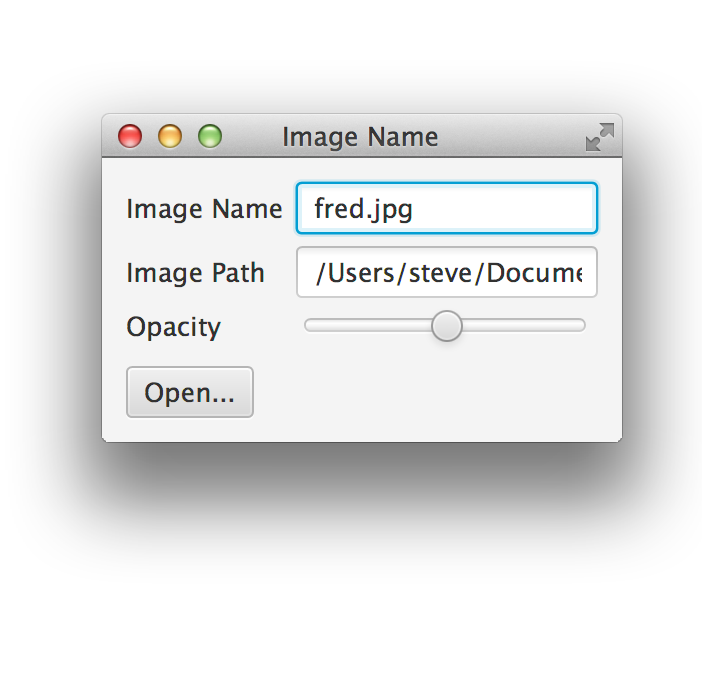 Image Name
Image Name fred.jpg
Image Path /Users/steve/Docume
Opacity
Open...